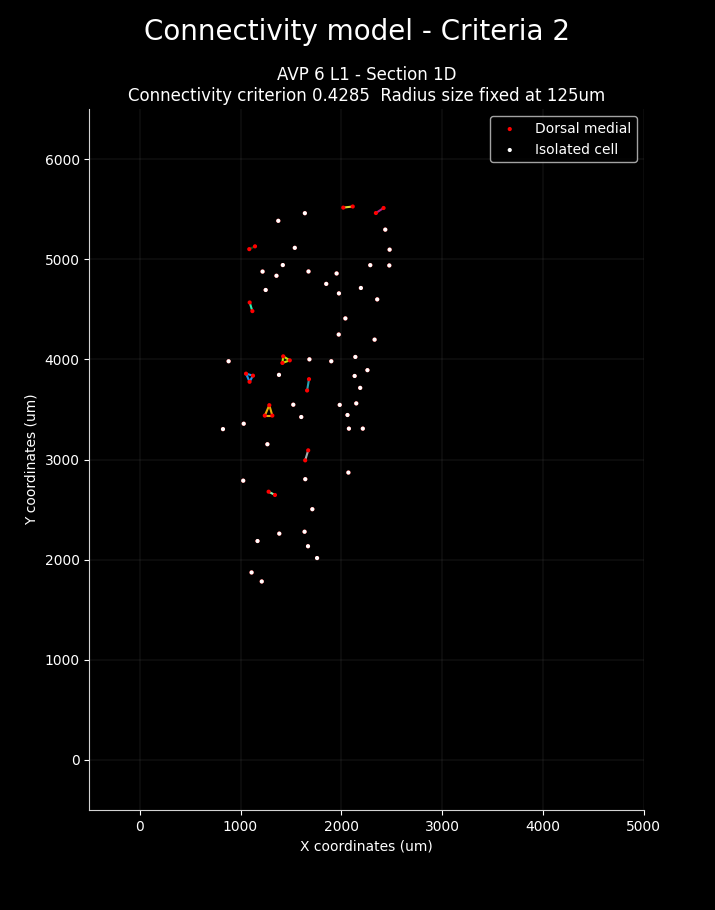 Connectivity model - Criteria 2
AVP 6 L1 - Section 1D
Connectivity criterion 0.4285  Radius size fixed at 125um
Dorsal medial
Isolated cell
6000
5000
4000
3000
2000
1000
0
Y coordinates (um)
0 1000 2000 3000 4000 5000
X coordinates (um)